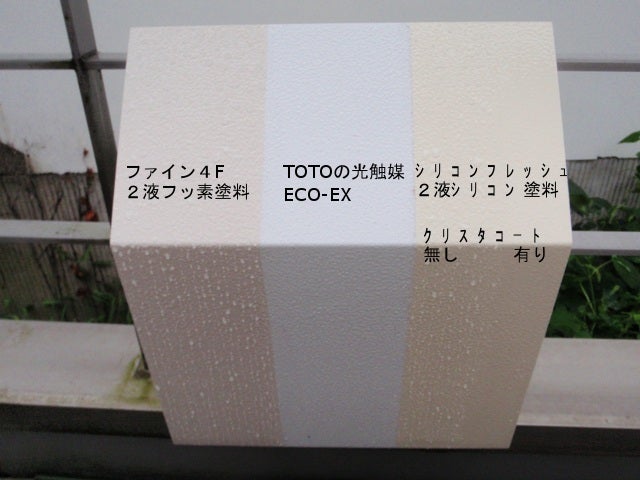 ファイン４F
２液フッ素塗料
TOTOの光触媒
ECO-EX
シリコンフレッシュ
２液シリコン塗料
クリスタコート
無し 有り